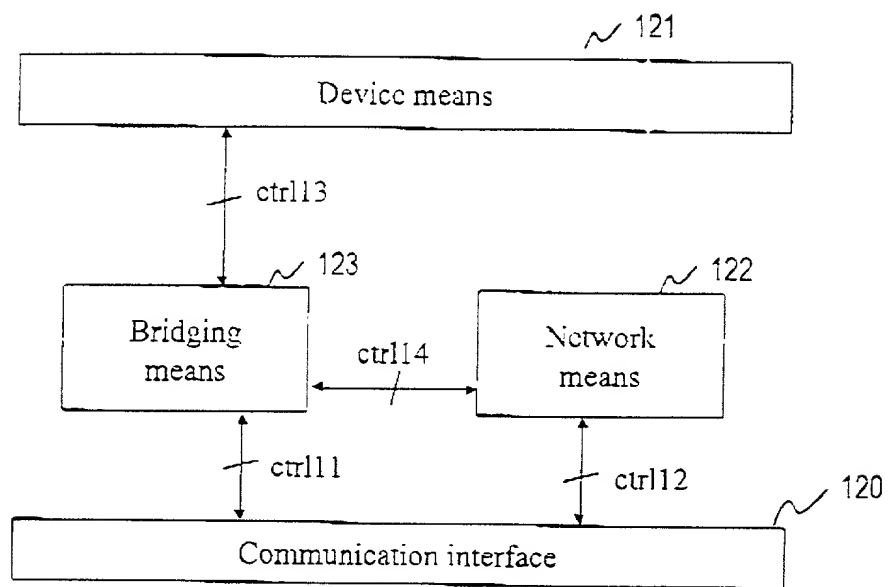 121
Device means
ctrl13
123
122
Bridging
means
Network
means
ctrl14
ctrl11
ctrl12
120
Communication interface